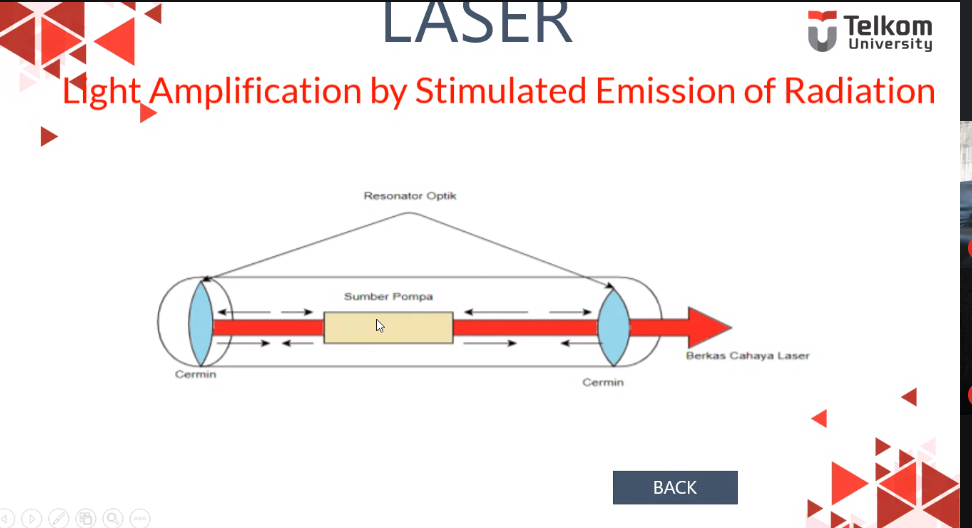 LASER
Telkom
University
Light Amplification by Stimulated Emission of Radiation
Resonator Optik
Sumber Pompa
Berkas Cahaya Laser
Cermin
Cermin
BACK